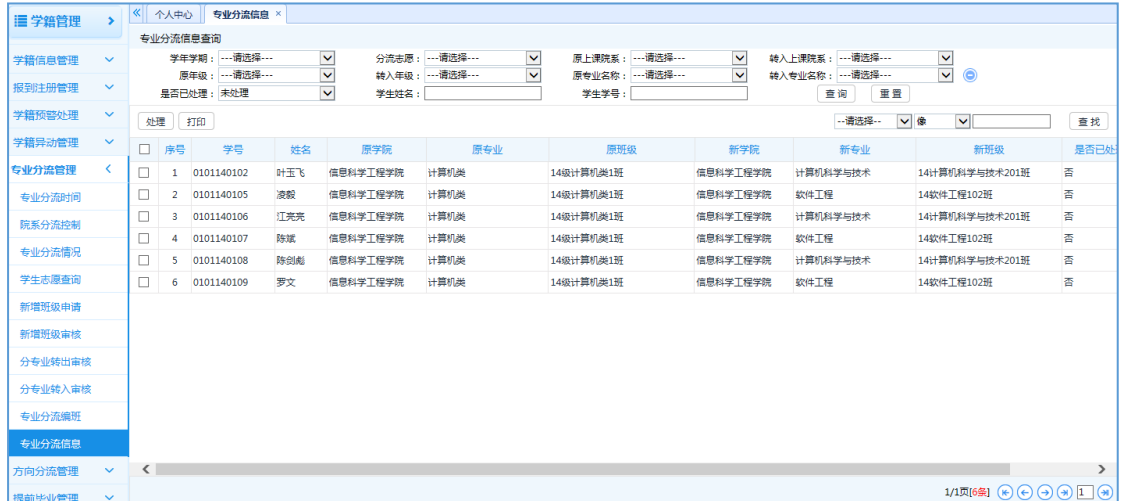 学籍管理
个人中心 专业分流信息 ×
专业分流信息查询
学籍信息管理
报到注册管理
学籍预警处理
学籍异动管理
专业分流管理
专业分流时间
院系分流控制
专业分流情况
学生志愿查询
新增班级申请
新增班级审核
分专业转出审核
分专业转入审核
专业分流编班
专业分流信息
方向分流管理
提前毕业管理
学年学期： ---请选择--- 分流志愿： ---请选择--- 原上课院系： ---请选择--- 转入上课院系： ---请选择---
原年级： ---请选择--- 转入年级： ---请选择--- 原专业名称： ---请选择--- 转入专业名称： ---请选择---
是否已处理： 未处理 学生姓名： 学生学号： 查 询 重 置
处理 打印 --请选择-- 像 查 找
序号 学号 姓名 原学院 原专业 原班级 新学院 新专业 新班级 是否已处
1 0101140102 叶玉飞 信息科学工程学院 计算机类 14级计算机类1班 信息科学工程学院 计算机科学与技术 14计算机科学与技术201班 否
2 0101140105 凌毅 信息科学工程学院 计算机类 14级计算机类1班 信息科学工程学院 软件工程 14软件工程102班 否
3 0101140106 江亮亮 信息科学工程学院 计算机类 14级计算机类1班 信息科学工程学院 计算机科学与技术 14计算机科学与技术201班 否
4 0101140107 陈斌 信息科学工程学院 计算机类 14级计算机类1班 信息科学工程学院 软件工程 14软件工程102班 否
5 0101140108 陈剑彪 信息科学工程学院 计算机类 14级计算机类1班 信息科学工程学院 计算机科学与技术 14计算机科学与技术201班 否
6 0101140109 罗文 信息科学工程学院 计算机类 14级计算机类1班 信息科学工程学院 软件工程 14软件工程102班 否
1/1页[6条] 1